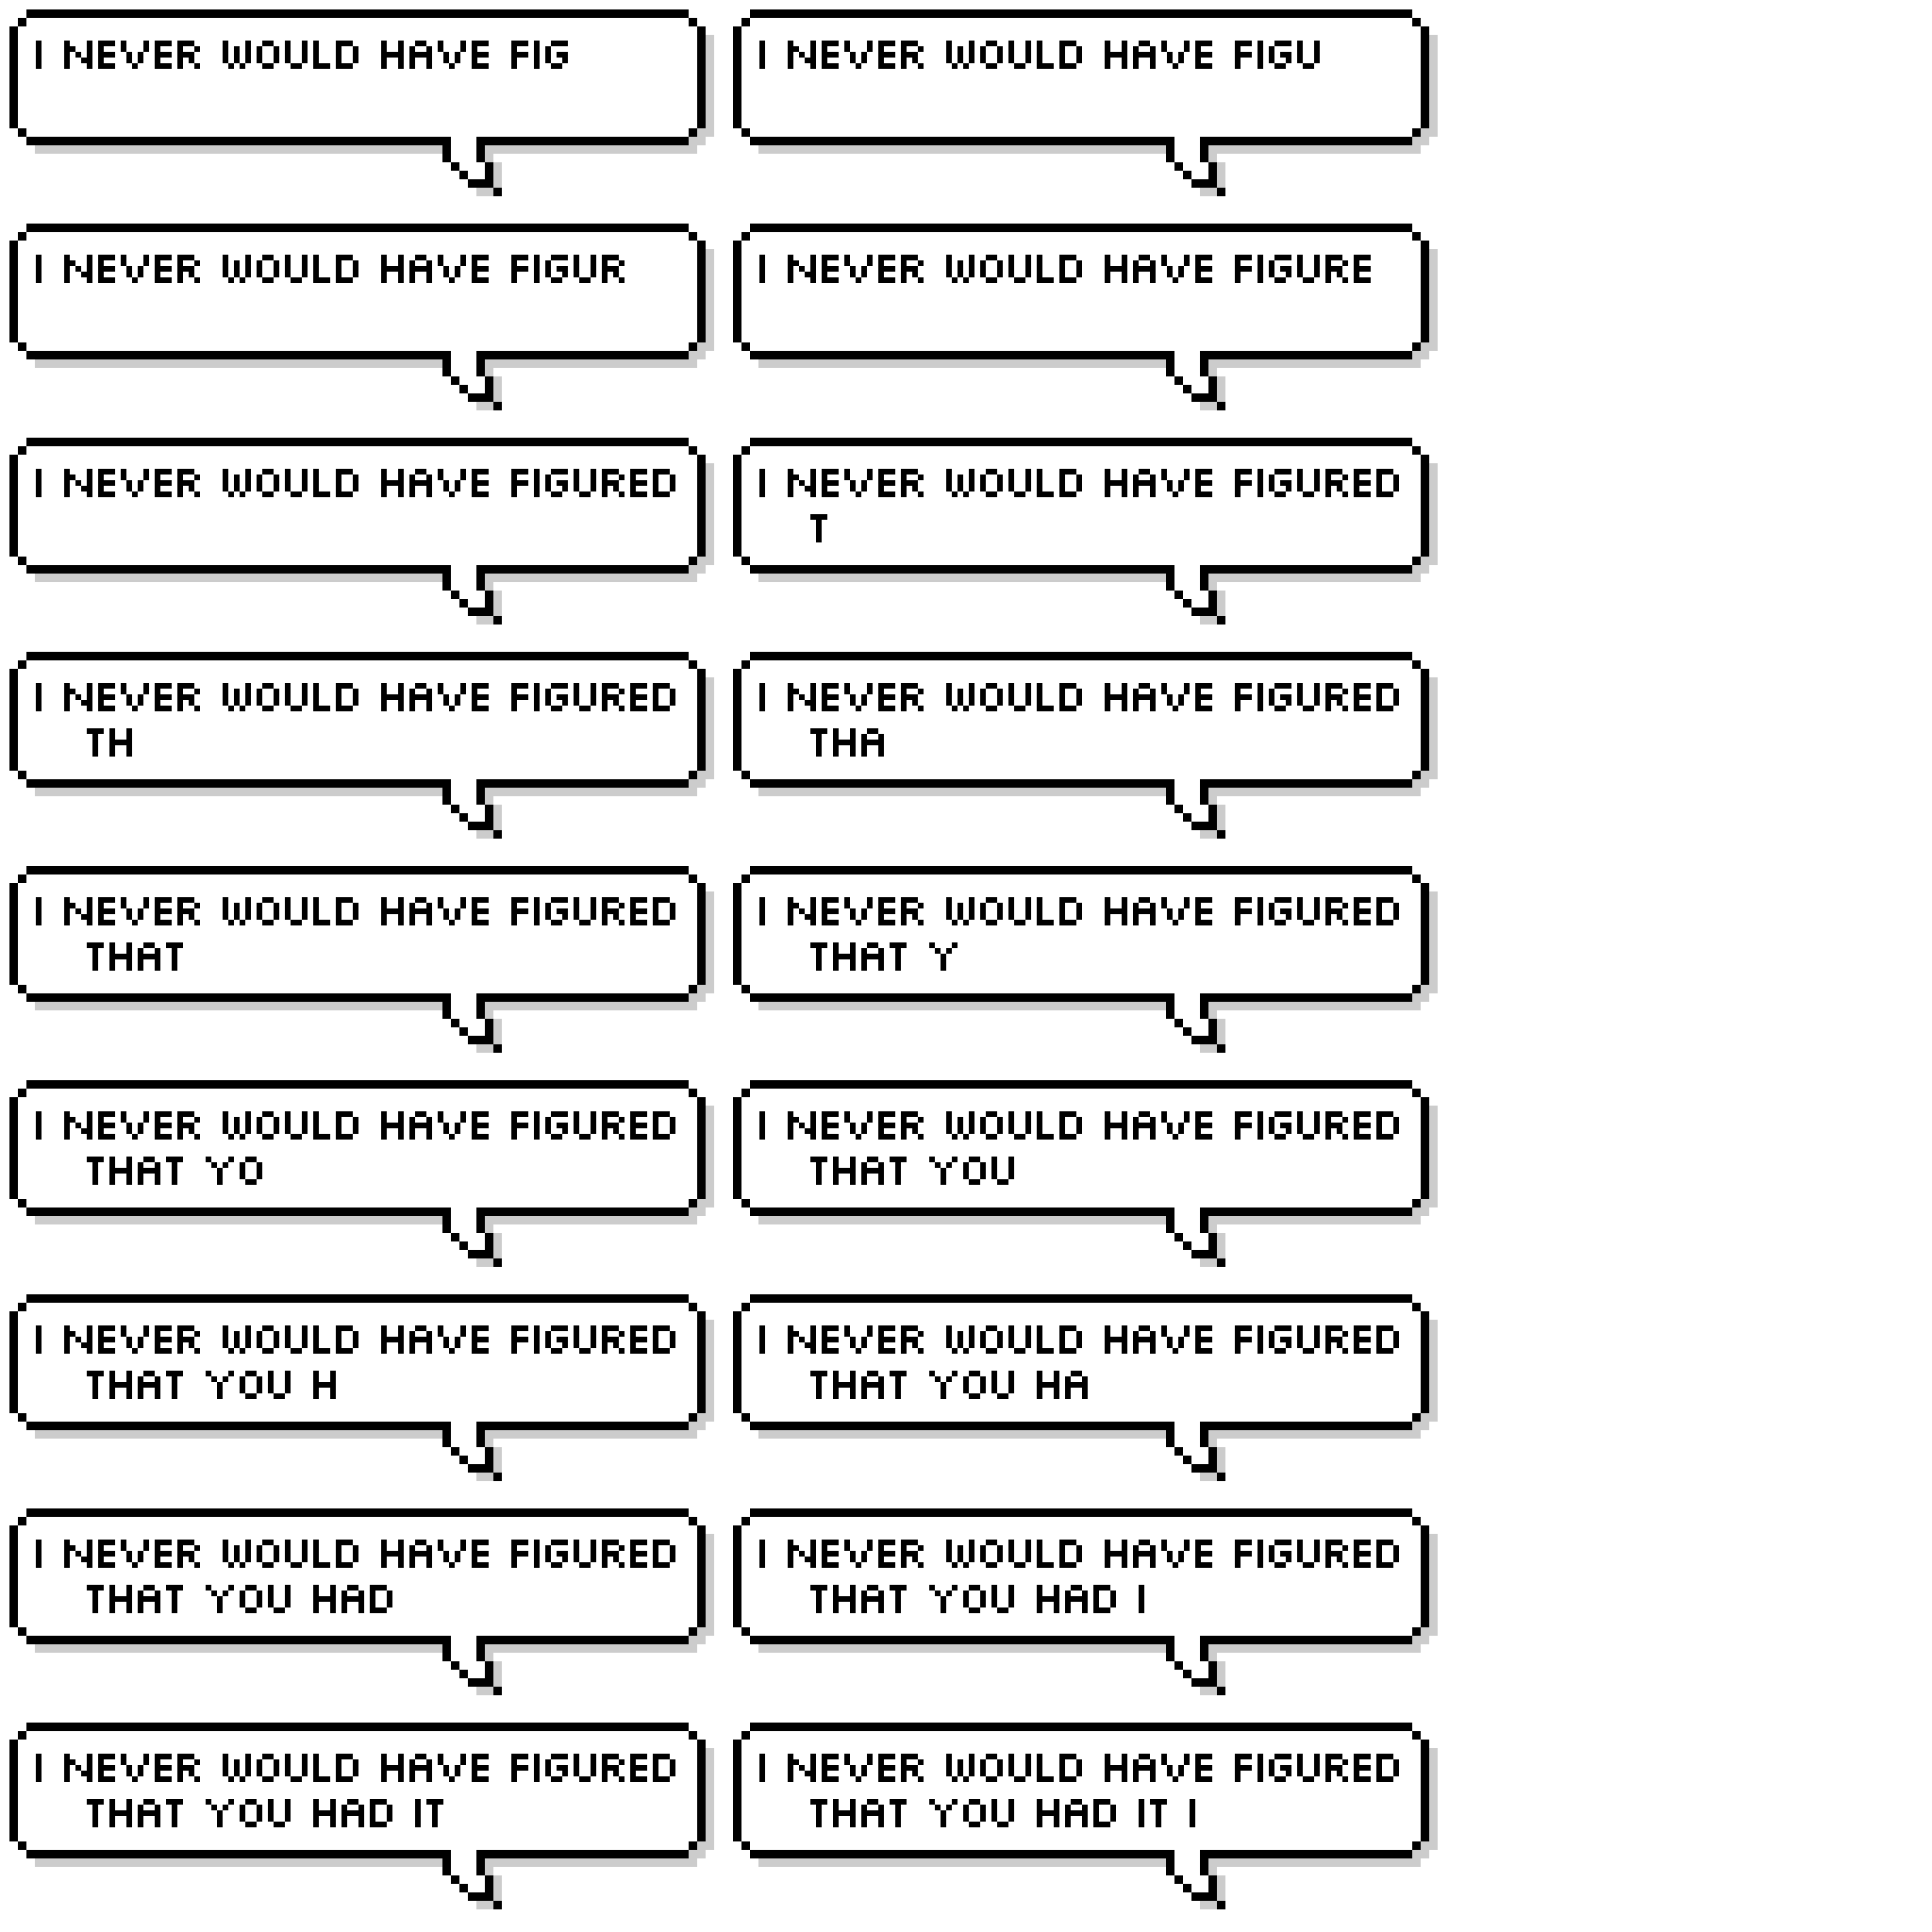 I NEVER WOULD HAVE FIG
I NEVER WOULD HAVE FIGU
I NEVER WOULD HAVE FIGUR
I NEVER WOULD HAVE FIGURE
I NEVER WOULD HAVE FIGURED
I NEVER WOULD HAVE FIGURED
T
I NEVER WOULD HAVE FIGURED
TH
I NEVER WOULD HAVE FIGURED
THA
I NEVER WOULD HAVE FIGURED
THAT
I NEVER WOULD HAVE FIGURED
THAT Y
I NEVER WOULD HAVE FIGURED
THAT YO
I NEVER WOULD HAVE FIGURED
THAT YOU
I NEVER WOULD HAVE FIGURED
THAT YOU H
I NEVER WOULD HAVE FIGURED
THAT YOU HA
I NEVER WOULD HAVE FIGURED
THAT YOU HAD
I NEVER WOULD HAVE FIGURED
THAT YOU HAD I
I NEVER WOULD HAVE FIGURED
THAT YOU HAD IT
I NEVER WOULD HAVE FIGURED
THAT YOU HAD IT I